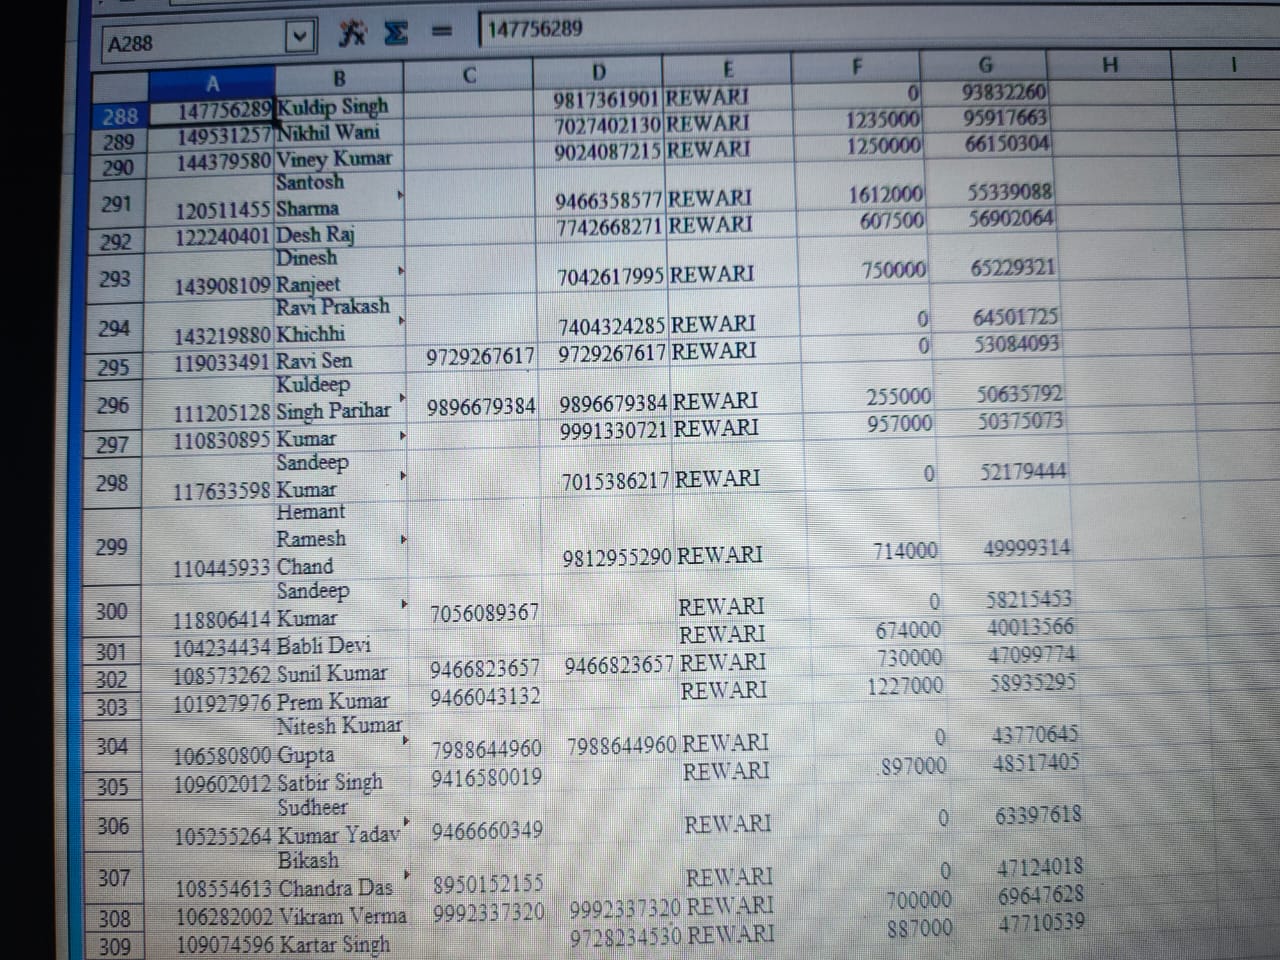 A288 = 147756289
A B C D E F G H I
288 147756289 Kuldip Singh 9817361901 REWARI 0 93832260
289 149531257 Nikhil Wani 7027402130 REWARI 1235000 95917663
290 144379580 Viney Kumar 9024087215 REWARI 1250000 66150304
Santosh
291 120511455 Sharma 9466358577 REWARI 1612000 55339088
292 122240401 Desh Raj 7742668271 REWARI 607500 56902064
Dinesh
293 143908109 Ranjeet 7042617995 REWARI 750000 65229321
Ravi Prakash
294 143219880 Khichhi 7404324285 REWARI 0 64501725
295 119033491 Ravi Sen 9729267617 9729267617 REWARI 0 53084093
Kuldeep
296 111205128 Singh Parihar 9896679384 9896679384 REWARI 255000 50635792
297 110830895 Kumar 9991330721 REWARI 957000 50375073
Sandeep
298 117633598 Kumar 7015386217 REWARI 0 52179444
Hemant
Ramesh
299 110445933 Chand 9812955290 REWARI 714000 49999314
Sandeep
300 118806414 Kumar 7056089367 REWARI 0 58215453
301 104234434 Babli Devi REWARI 674000 40013566
302 108573262 Sunil Kumar 9466823657 9466823657 REWARI 730000 47099774
303 101927976 Prem Kumar 9466043132 REWARI 1227000 58935295
Nitesh Kumar
304 106580800 Gupta 7988644960 7988644960 REWARI 0 43770645
305 109602012 Satbir Singh 9416580019 REWARI 897000 48517405
Sudheer
306 105255264 Kumar Yadav 9466660349 REWARI 0 63397618
Bikash
307 108554613 Chandra Das 8950152155 REWARI 0 47124018
308 106282002 Vikram Verma 9992337320 9992337320 REWARI 700000 69647628
309 109074596 Kartar Singh 9728234530 REWARI 887000 47710539